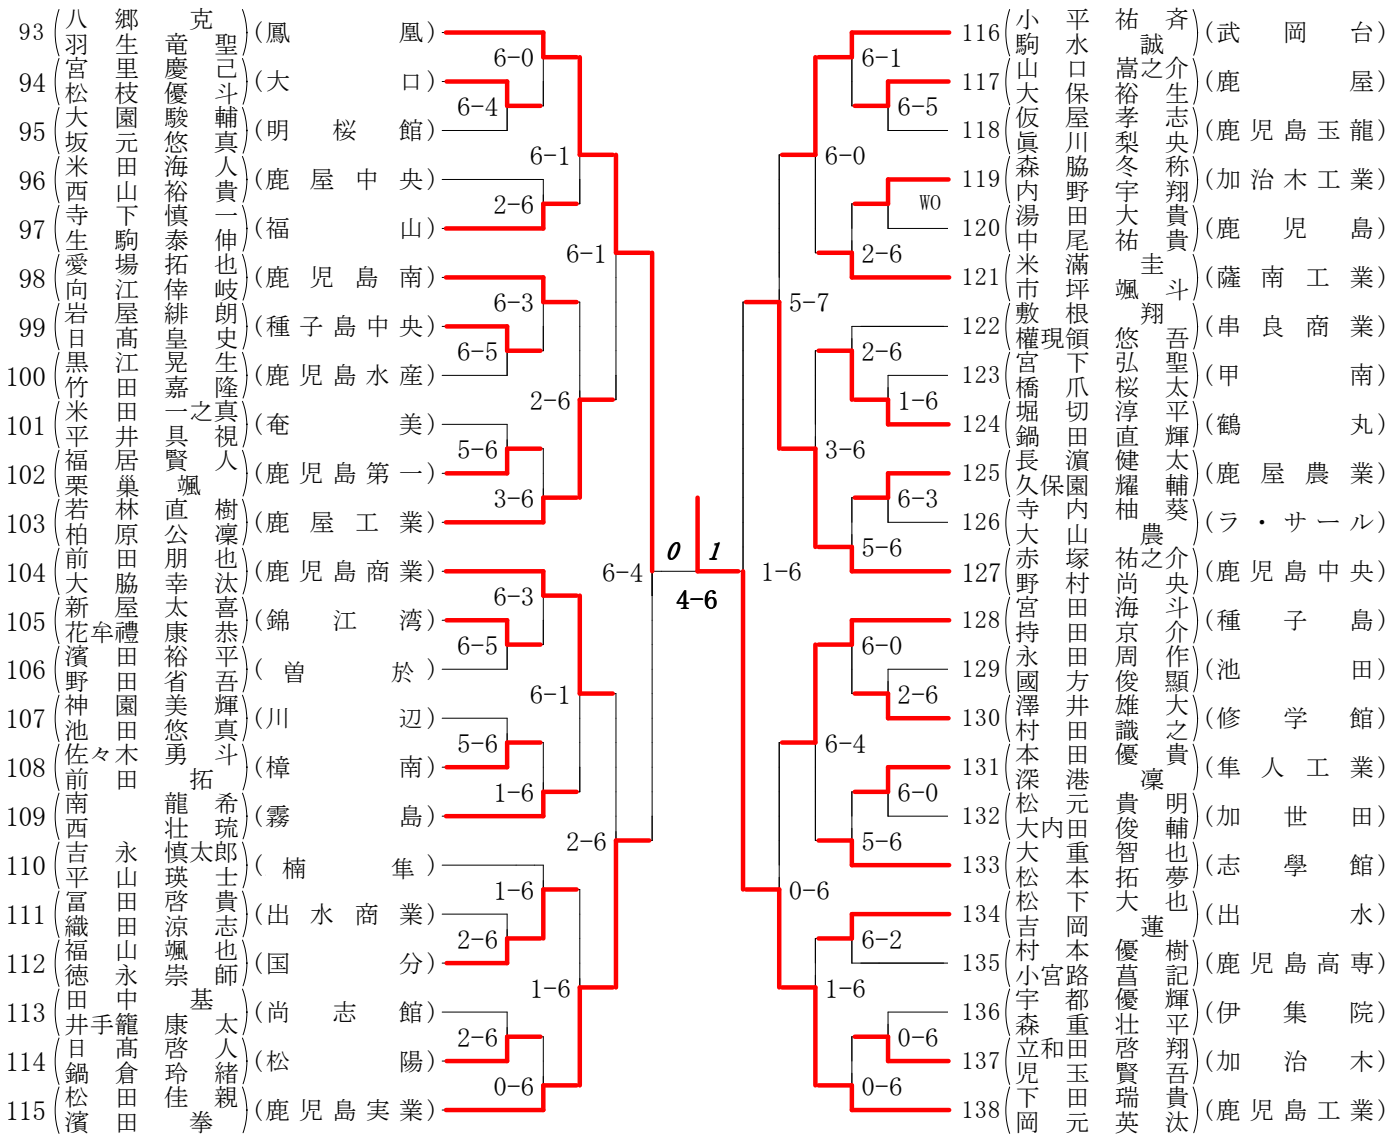 93 (八郷克 羽生竜聖) (鳳凰)
94 (宮里慶己 松枝優斗) (大口)
95 (大園駿輔 坂元悠真) (明桜館)
96 (米田海人 西山裕貴) (鹿屋中央)
97 (寺下慎一 生駒泰伸) (福山)
98 (愛場拓也 向江倖岐) (鹿児島南)
99 (岩屋緋朗 日髙皇史) (種子島中央)
100 (黒江晃生 竹田嘉隆) (鹿児島水産)
101 (米田一之真 平井具視) (奄美)
102 (福居賢人 栗巣颯) (鹿児島第一)
103 (若林直樹 柏原公凜) (鹿屋工業)
104 (前田朋也 大脇幸汰) (鹿児島商業)
105 (新屋太喜 花牟禮康恭) (錦江湾)
106 (濱田裕平 野田省吾) (曽於)
107 (神園美輝 池田悠真) (川辺)
108 (佐々木勇斗 前田拓) (樟南)
109 (南龍希 西壮琉) (霧島)
110 (吉永慎太郎 平山瑛士) (楠隼)
111 (冨田啓貴 織田涼志) (出水商業)
112 (福山颯也 徳永崇師) (国分)
113 (田中基 井手籠康太) (尚志館)
114 (日髙啓人 鍋倉玲緒) (松陽)
115 (松田佳親 濱田拳) (鹿児島実業)
6-0
6-4
6-1
2-6
6-1
6-3
6-5
2-6
5-6
3-6
6-4
6-3
6-5
6-1
5-6
1-6
2-6
1-6
2-6
1-6
2-6
0-6
0 1
4-6
6-1
6-5
6-0
WO
2-6
5-7
2-6
1-6
3-6
6-3
5-6
1-6
6-0
2-6
6-4
6-0
5-6
0-6
6-2
1-6
0-6
0-6
116 (小平祐斉 駒水誠) (武岡台)
117 (山口嵩之介 大保裕生) (鹿屋)
118 (仮屋孝志 眞川梨央) (鹿児島玉龍)
119 (森脇冬称 内野宇翔) (加治木工業)
120 (湯田大貴 中尾祐貴) (鹿児島)
121 (米滿圭 市坪颯斗) (薩南工業)
122 (敷根翔 權現領悠吾) (串良商業)
123 (宮下弘聖 橋爪桜太) (甲南)
124 (堀切淳平 鍋田直輝) (鶴丸)
125 (長濵健太 久保園耀輔) (鹿屋農業)
126 (寺内柚葵 大山農) (ラ・サール)
127 (赤塚祐之介 野村尚央) (鹿児島中央)
128 (宮田海斗 持田京介) (種子島)
129 (永田周作 國方俊顯) (池田)
130 (澤井雄大 村田識之) (修学館)
131 (本田優貴 深港凜) (隼人工業)
132 (松元貴明 大内田俊輔) (加世田)
133 (大重智也 松本拓夢) (志學館)
134 (松下大也 吉岡蓮) (出水)
135 (村本優樹 小宮路菖記) (鹿児島高専)
136 (宇都優輝 森重壮平) (伊集院)
137 (立和田啓翔 児玉賢吾) (加治木)
138 (下田瑞貴 岡元英汰) (鹿児島工業)